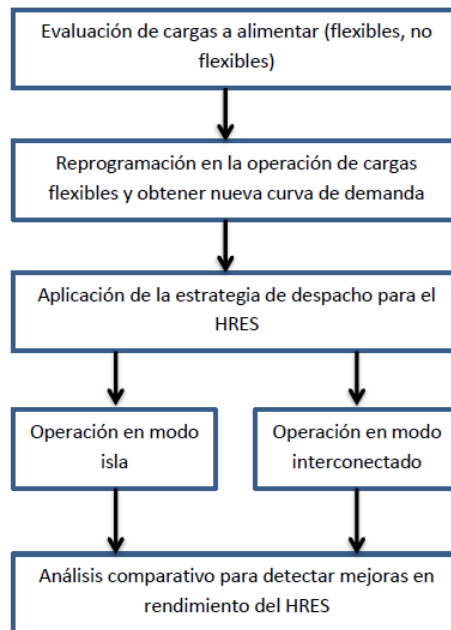 Evaluación de cargas a alimentar (flexibles, no
flexibles)
Reprogramación en la operación de cargas
flexibles y obtener nueva curva de demanda
Aplicación de la estrategia de despacho para el
HRES
Operación en modo
isla
Operación en modo
interconectado
Análisis comparativo para detectar mejoras en
rendimiento del HRES